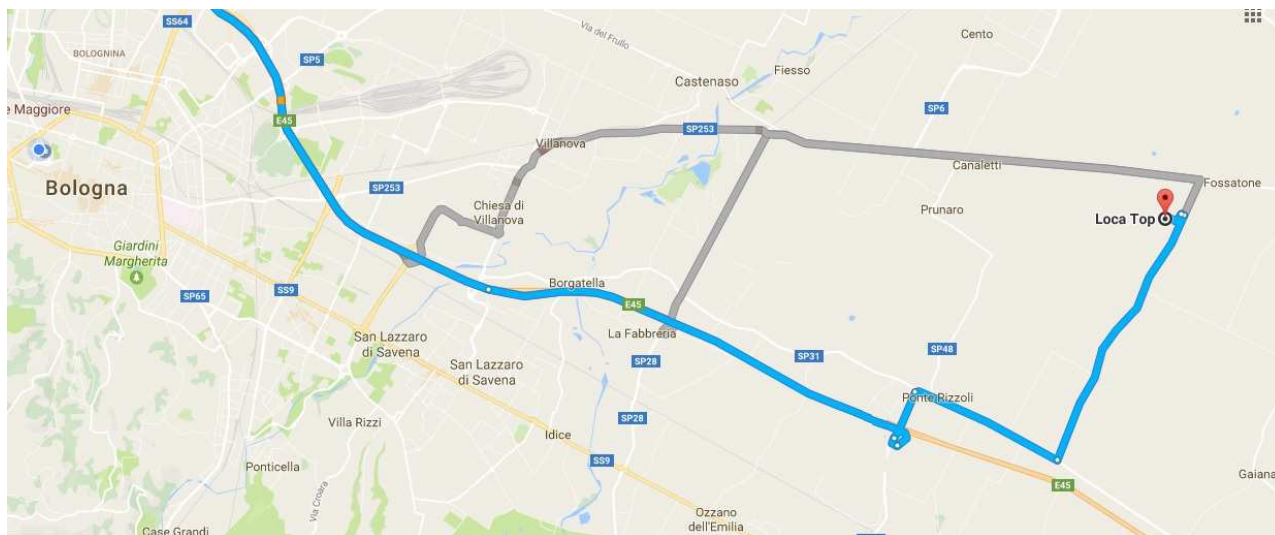 SS64
Via del Frullo
Cento
BOLOGNINA
SP5
Fiesso
Castenaso
e Maggiore
SP6
E45
SP253
Villanova
Canaletti
Bologna
SP253
Fossatone
Chiesa di
Villanova
Prunaro
Loca Top
Giardini
Margherita
SP65
SS9
Borgatella
E45
San Lazzaro
di Savena
La Fabbreria
SP48
SP31
San Lazzaro
di Savena
SP28
Ponte Rizzoli
Villa Rizzi
SP28
Idice
Ponticella
SS9
Gaiana
E45
Via Croara
Ozzano
dell'Emilia
Case Grandi